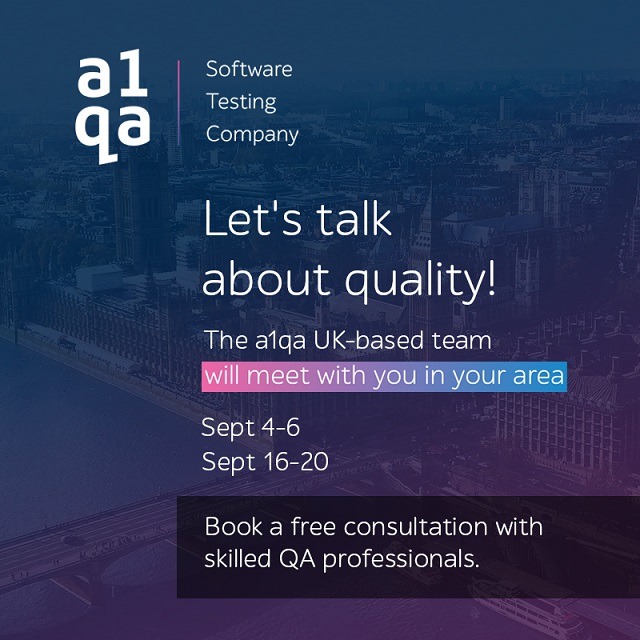 a1
qa
Software
Testing
Company
Let's talk
about quality!
The a1qa UK-based team
will meet with you in your area
Sept 4-6
Sept 16-20
Book a free consultation with
skilled QA professionals.